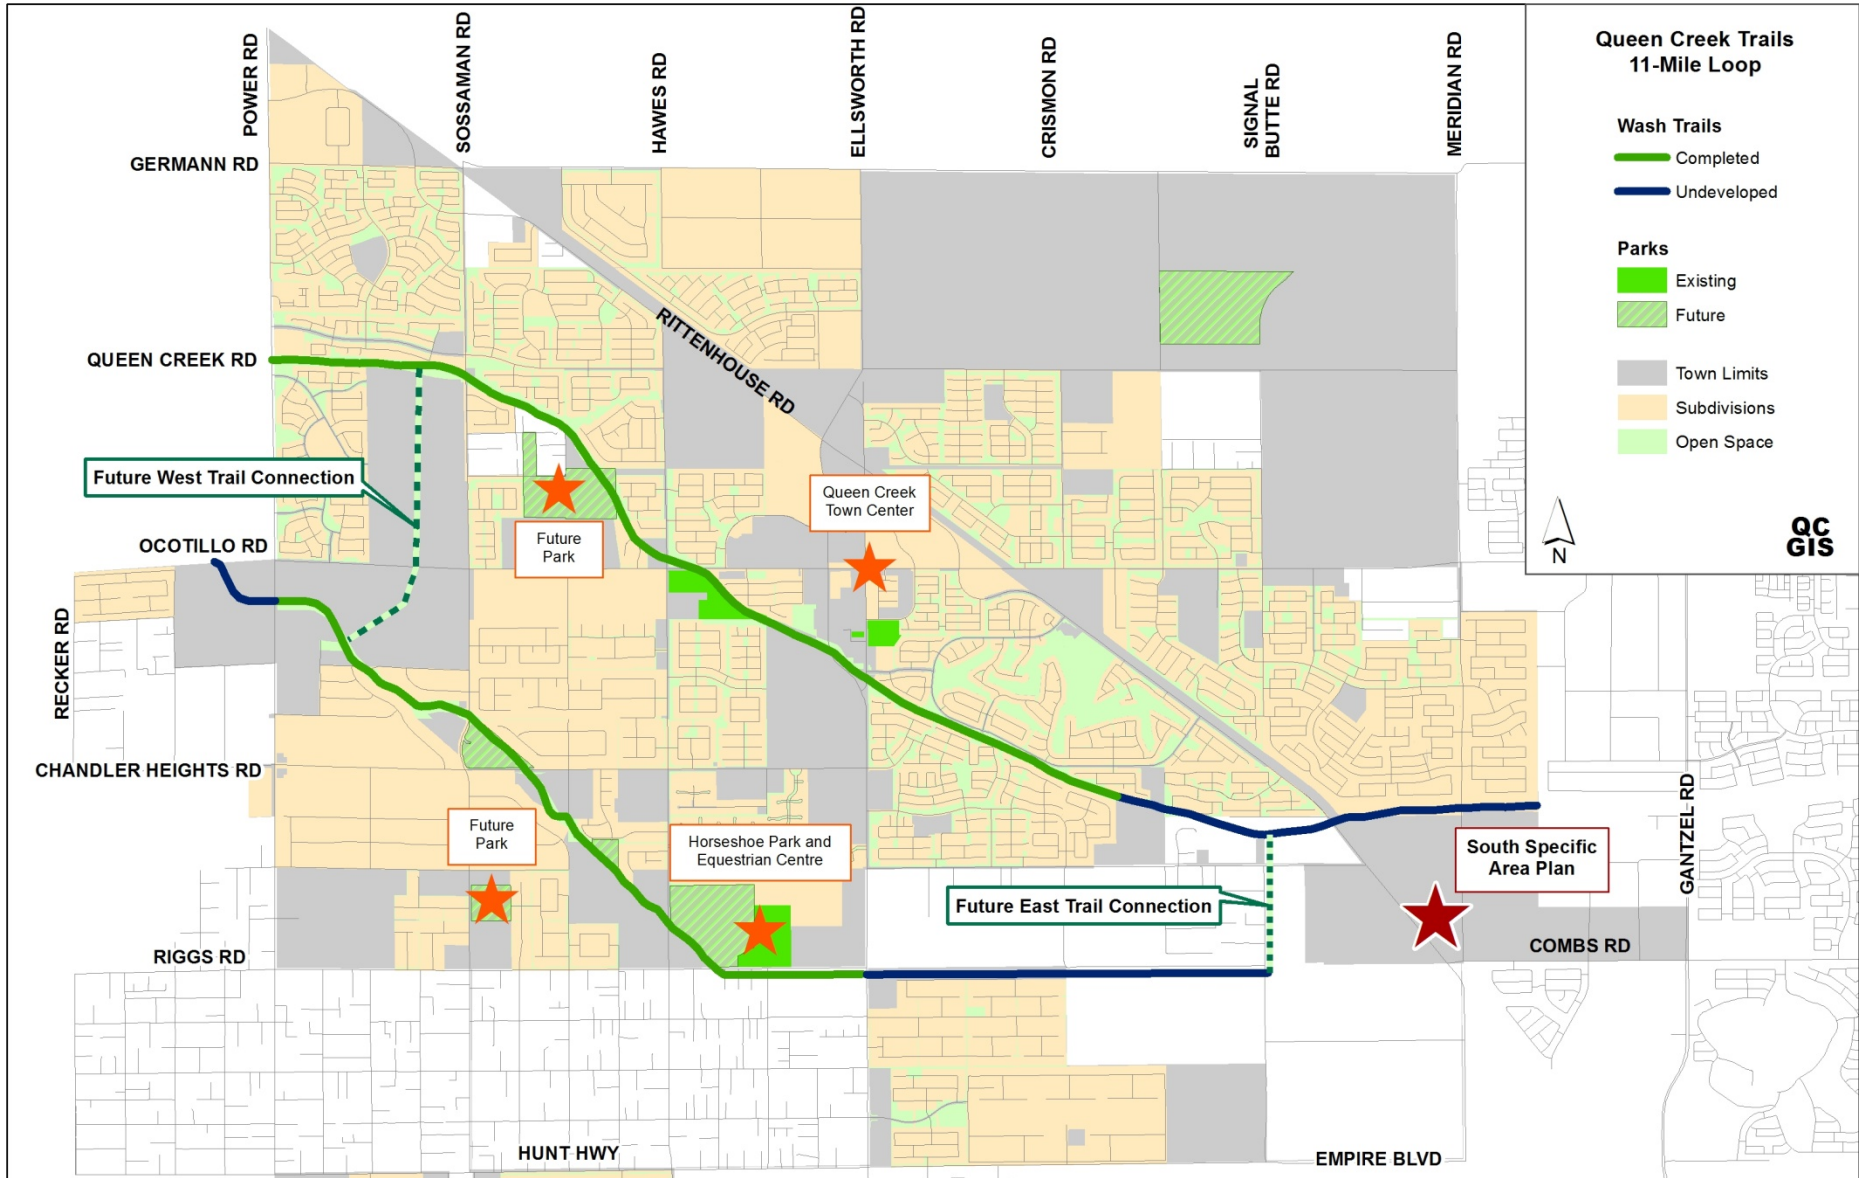 POWER RD
SOSSAMAN RD
HAWES RD
ELLSWORTH RD
CRISMON RD
SIGNAL
BUTTE RD
MERIDIAN RD
Queen Creek Trails
11-Mile Loop
Wash Trails
Completed
Undeveloped
Parks
Existing
Future
Town Limits
Subdivisions
Open Space
N
QC
GIS
GERMANN RD
RITTENHOUSE RD
QUEEN CREEK RD
Future West Trail Connection
Queen Creek
Town Center
Future
Park
OCOTILLO RD
RECKER RD
CHANDLER HEIGHTS RD
GANTZEL RD
Future
Park
Horseshoe Park and
Equestrian Centre
South Specific
Area Plan
Future East Trail Connection
COMBS RD
RIGGS RD
HUNT HWY
EMPIRE BLVD